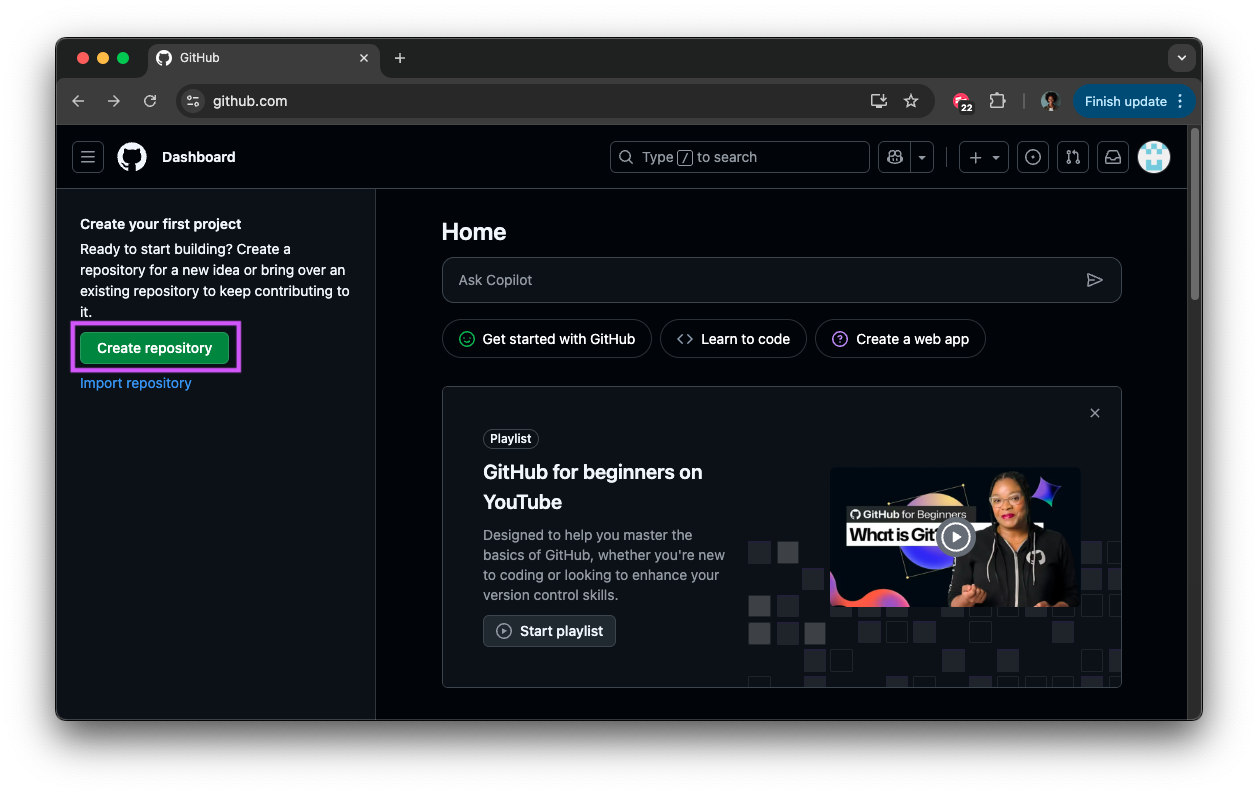 GitHub
github.com
22
Finish update
Dashboard
Type / to search
Create your first project
Ready to start building? Create a
repository for a new idea or bring over an
existing repository to keep contributing to
it.
Create repository
Import repository
Home
Ask Copilot
Get started with GitHub
Learn to code
Create a web app
Playlist
GitHub for beginners on
YouTube
Designed to help you master the
basics of GitHub, whether you're new
to coding or looking to enhance your
version control skills.
Start playlist
GitHub for Beginners
What is Git